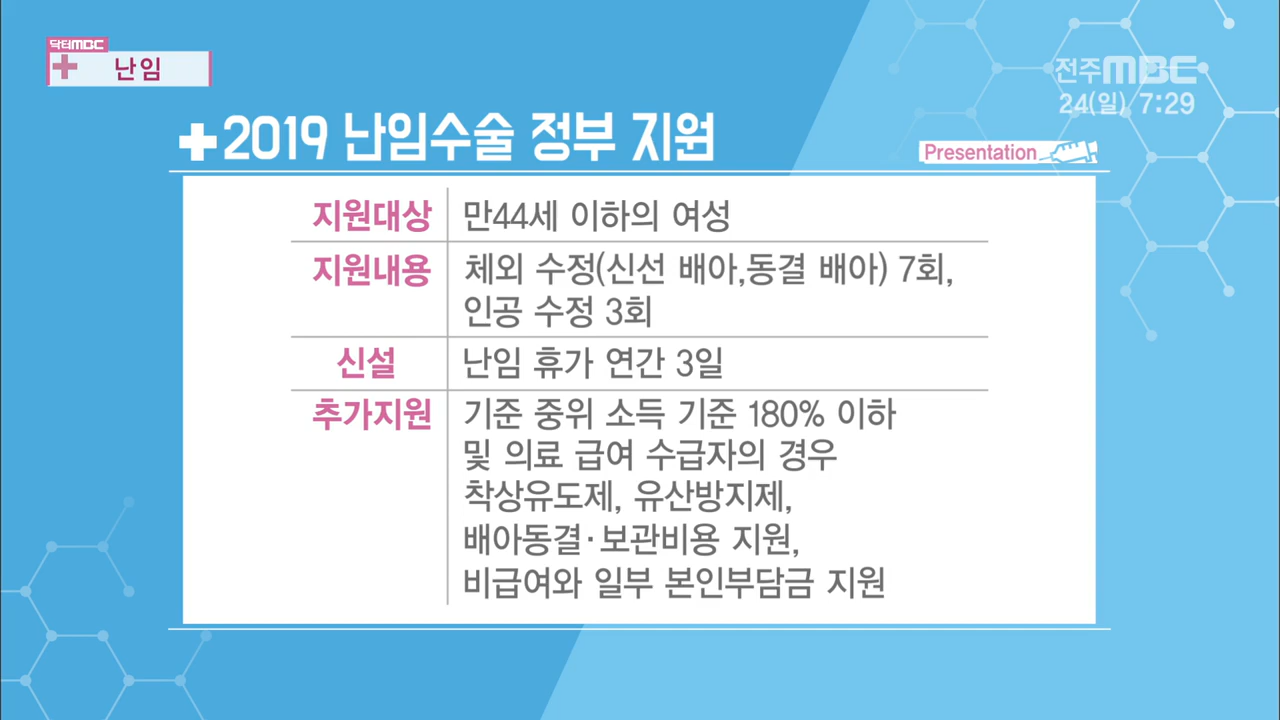 닥터MBC
난임
전주MBC
24(일) 7:29
2019 난임수술 정부 지원
Presentation
지원대상 만44세 이하의 여성
지원내용 체외 수정(신선 배아,동결 배아) 7회,
인공 수정 3회
신설 난임 휴가 연간 3일
추가지원 기준 중위 소득 기준 180% 이하
및 의료 급여 수급자의 경우
착상유도제, 유산방지제,
배아동결·보관비용 지원,
비급여와 일부 본인부담금 지원